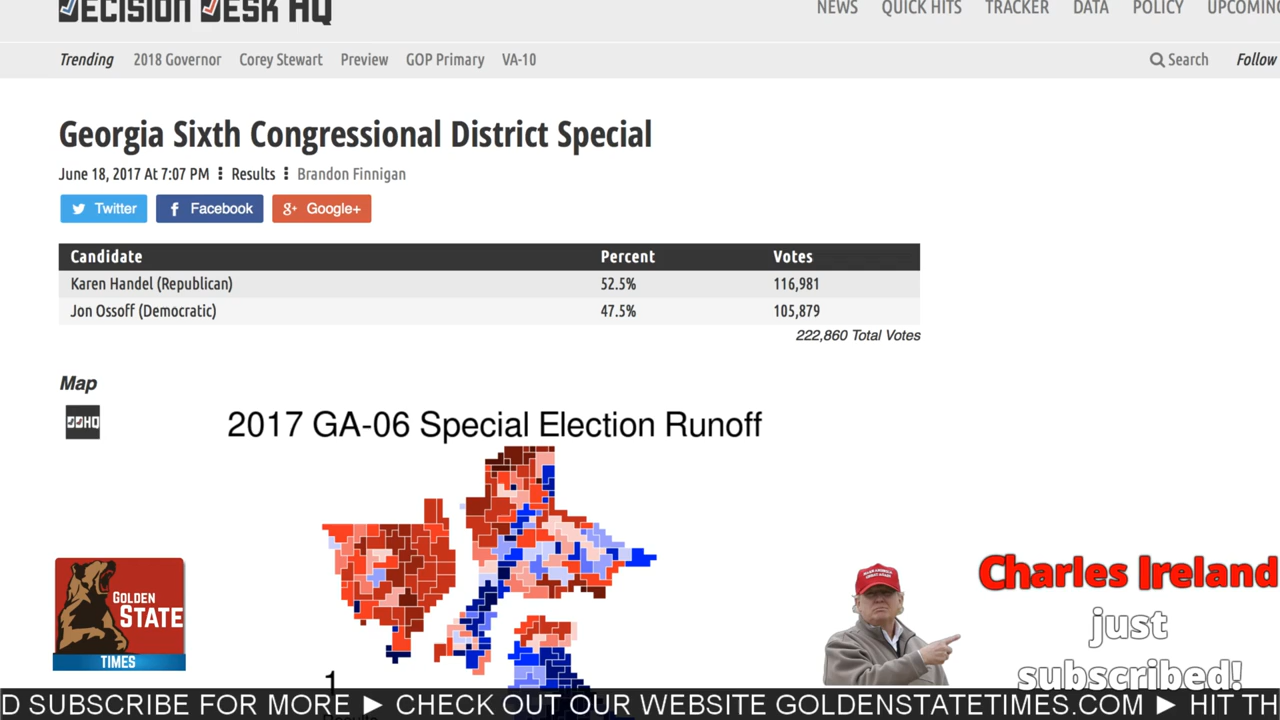 DECISION DESK HQ
NEWS QUICK HITS TRACKER DATA POLICY UPCOMING
Trending 2018 Governor Corey Stewart Preview GOP Primary VA-10 Search Follow
Georgia Sixth Congressional District Special
June 18, 2017 At 7:07 PM Results Brandon Finnigan
Twitter Facebook Google+
Candidate Percent Votes
Karen Handel (Republican) 52.5% 116,981
Jon Ossoff (Democratic) 47.5% 105,879
222,860 Total Votes
Map
DDHQ
2017 GA-06 Special Election Runoff
GOLDEN
STATE
TIMES
1
Charles Ireland
just
subscribed!
D SUBSCRIBE FOR MORE ► CHECK OUT OUR WEBSITE GOLDENSTATETIMES.COM ► HIT TH